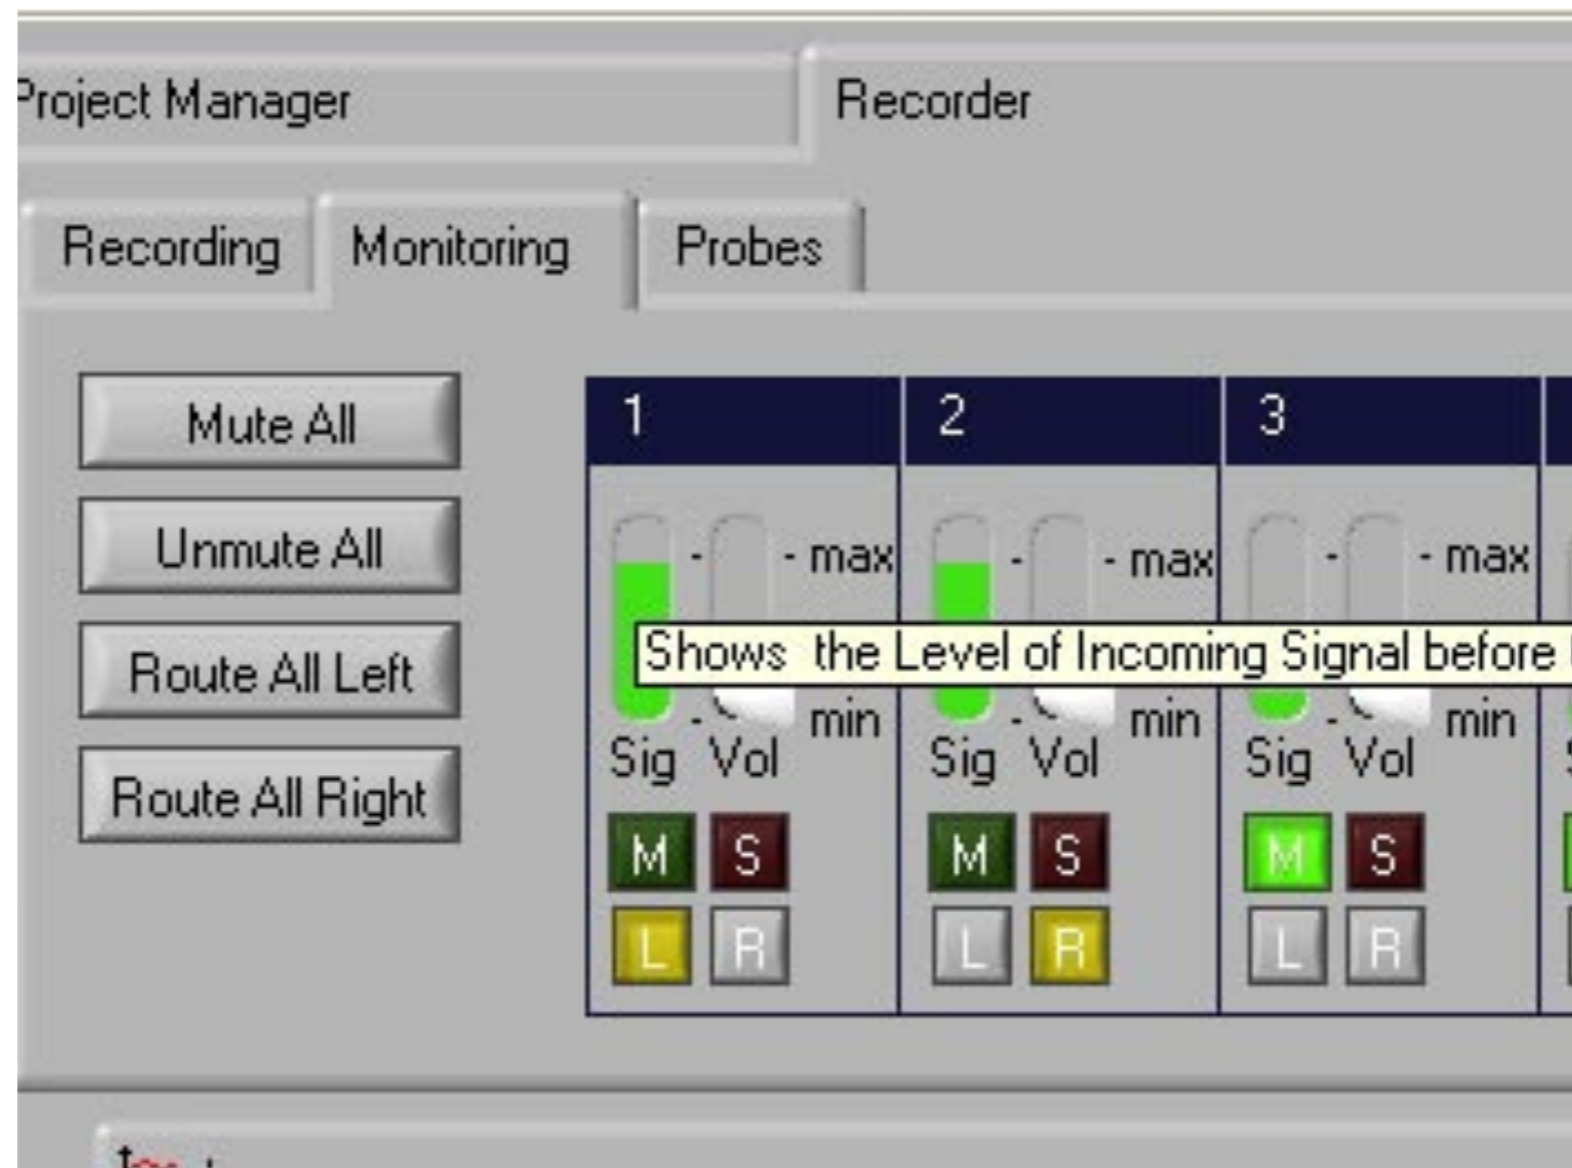 Project Manager Recorder
Recording Monitoring Probes
Mute All
Unmute All
Route All Left
Route All Right
1 2 3
- - max - - max - - max
Shows the Level of Incoming Signal before
- min - min - min
Sig Vol Sig Vol Sig Vol
M S M S M S
L R L R L R